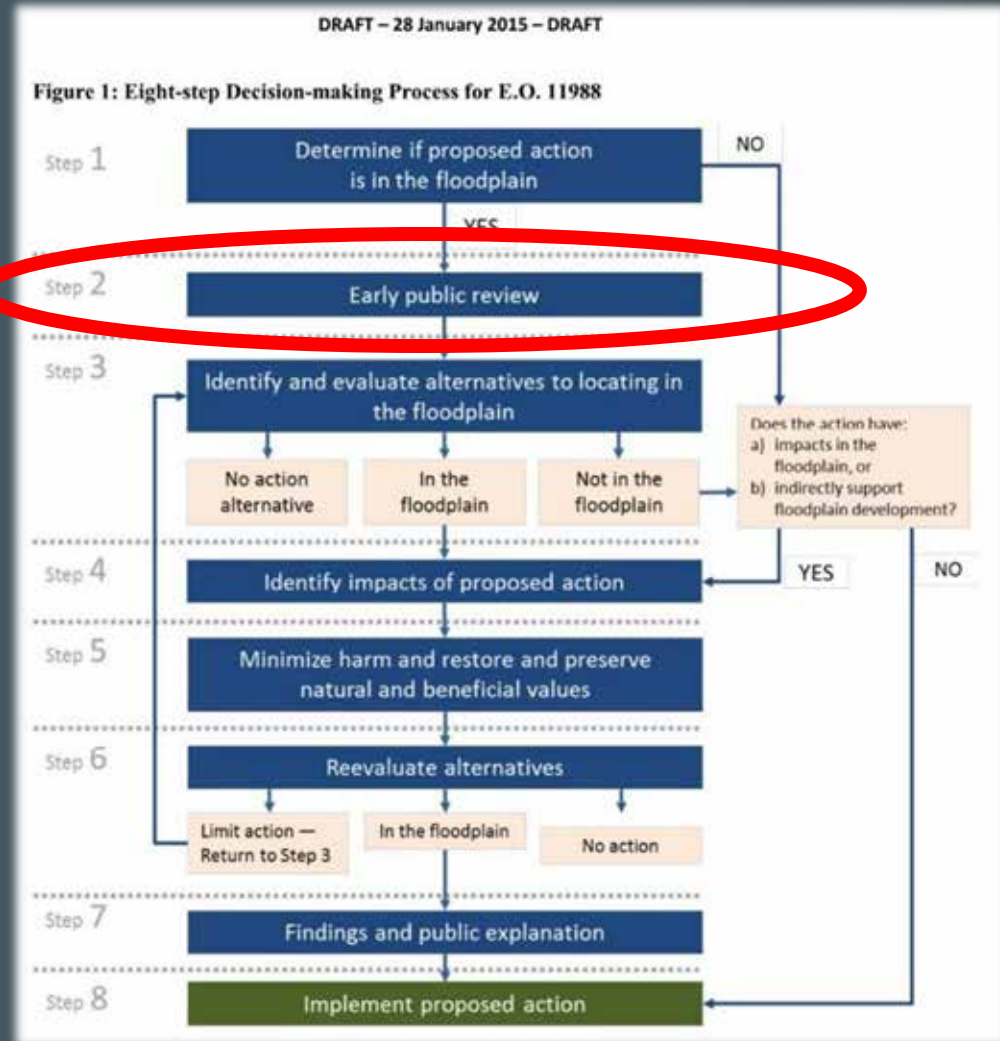 DRAFT – 28 January 2015 – DRAFT
Figure 1: Eight-step Decision-making Process for E.O. 11988
Step 1
Determine if proposed action
is in the floodplain
NO
YES
Step 2
Early public review
Step 3
Identify and evaluate alternatives to locating in
the floodplain
No action
alternative
In the
floodplain
Not in the
floodplain
Does the action have:
a) impacts in the
floodplain, or
b) indirectly support
floodplain development?
YES
NO
Step 4
Identify impacts of proposed action
Step 5
Minimize harm and restore and preserve
natural and beneficial values
Step 6
Reevaluate alternatives
Limit action —
Return to Step 3
In the floodplain
No action
Step 7
Findings and public explanation
Step 8
Implement proposed action